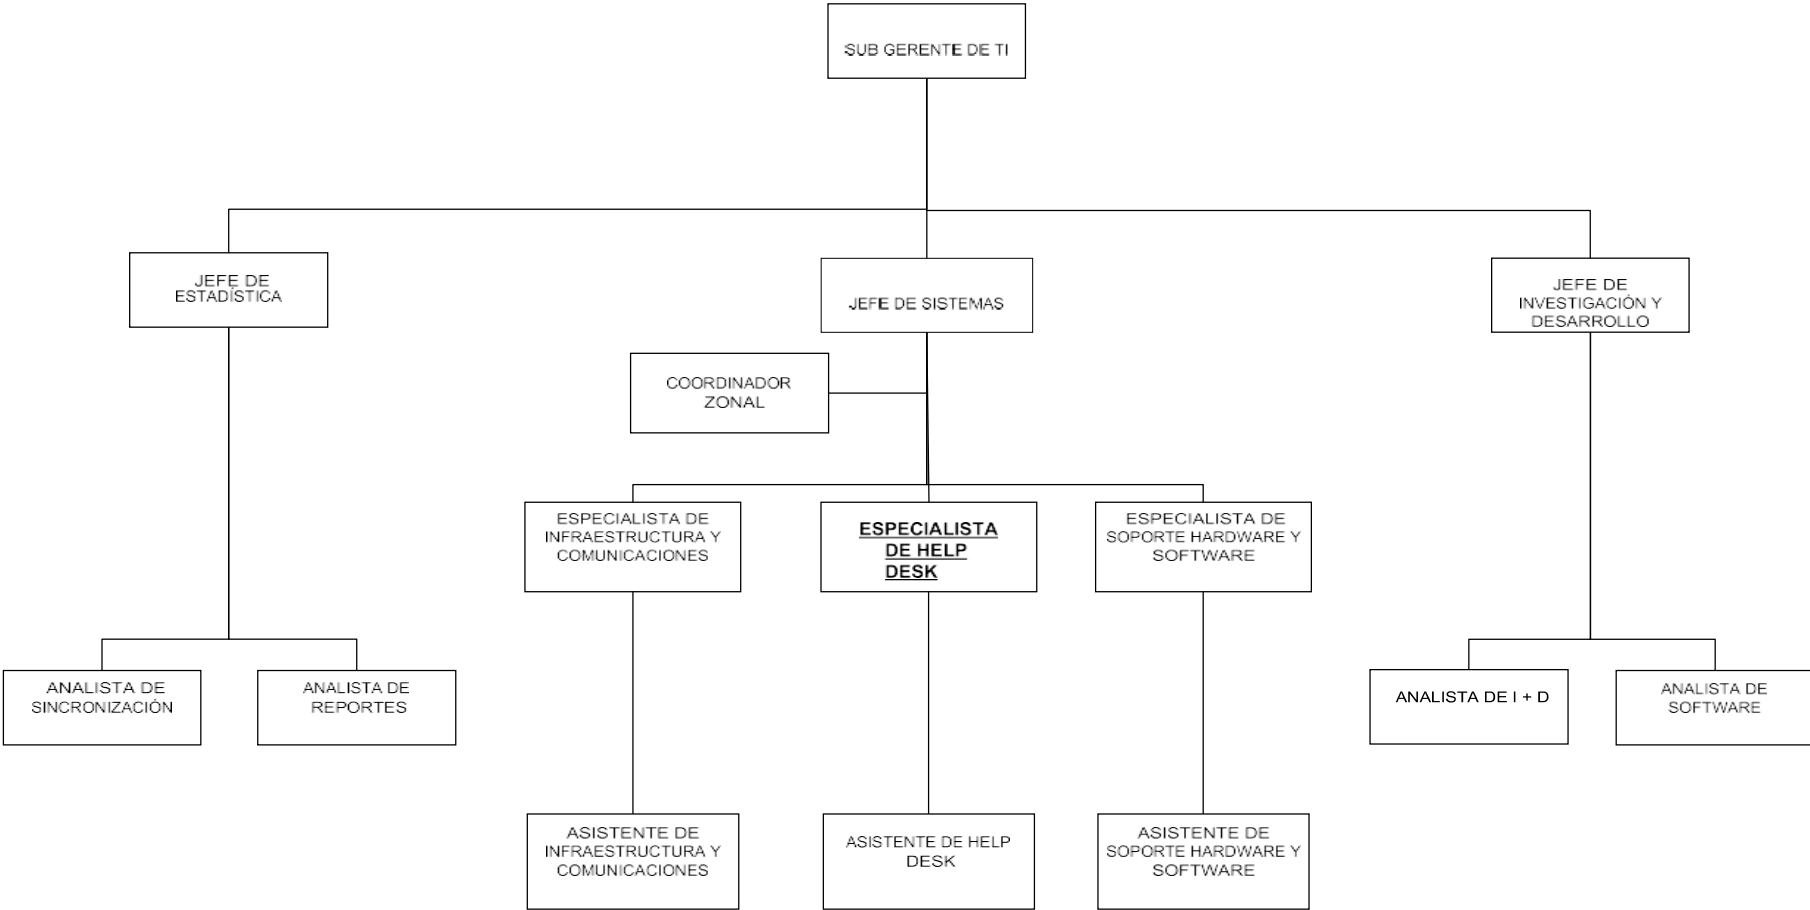 SUB GERENTE DE TI
JEFE DE
ESTADÍSTICA
JEFE DE SISTEMAS
JEFE DE
INVESTIGACIÓN Y
DESARROLLO
COORDINADOR
ZONAL
ESPECIALISTA DE
INFRAESTRUCTURA Y
COMUNICACIONES
ESPECIALISTA
DE HELP
DESK
ESPECIALISTA DE
SOPORTE HARDWARE Y
SOFTWARE
ANALISTA DE
SINCRONIZACIÓN
ANALISTA DE
REPORTES
ANALISTA DE I + D
ANALISTA DE
SOFTWARE
ASISTENTE DE
INFRAESTRUCTURA Y
COMUNICACIONES
ASISTENTE DE HELP
DESK
ASISTENTE DE
SOPORTE HARDWARE Y
SOFTWARE